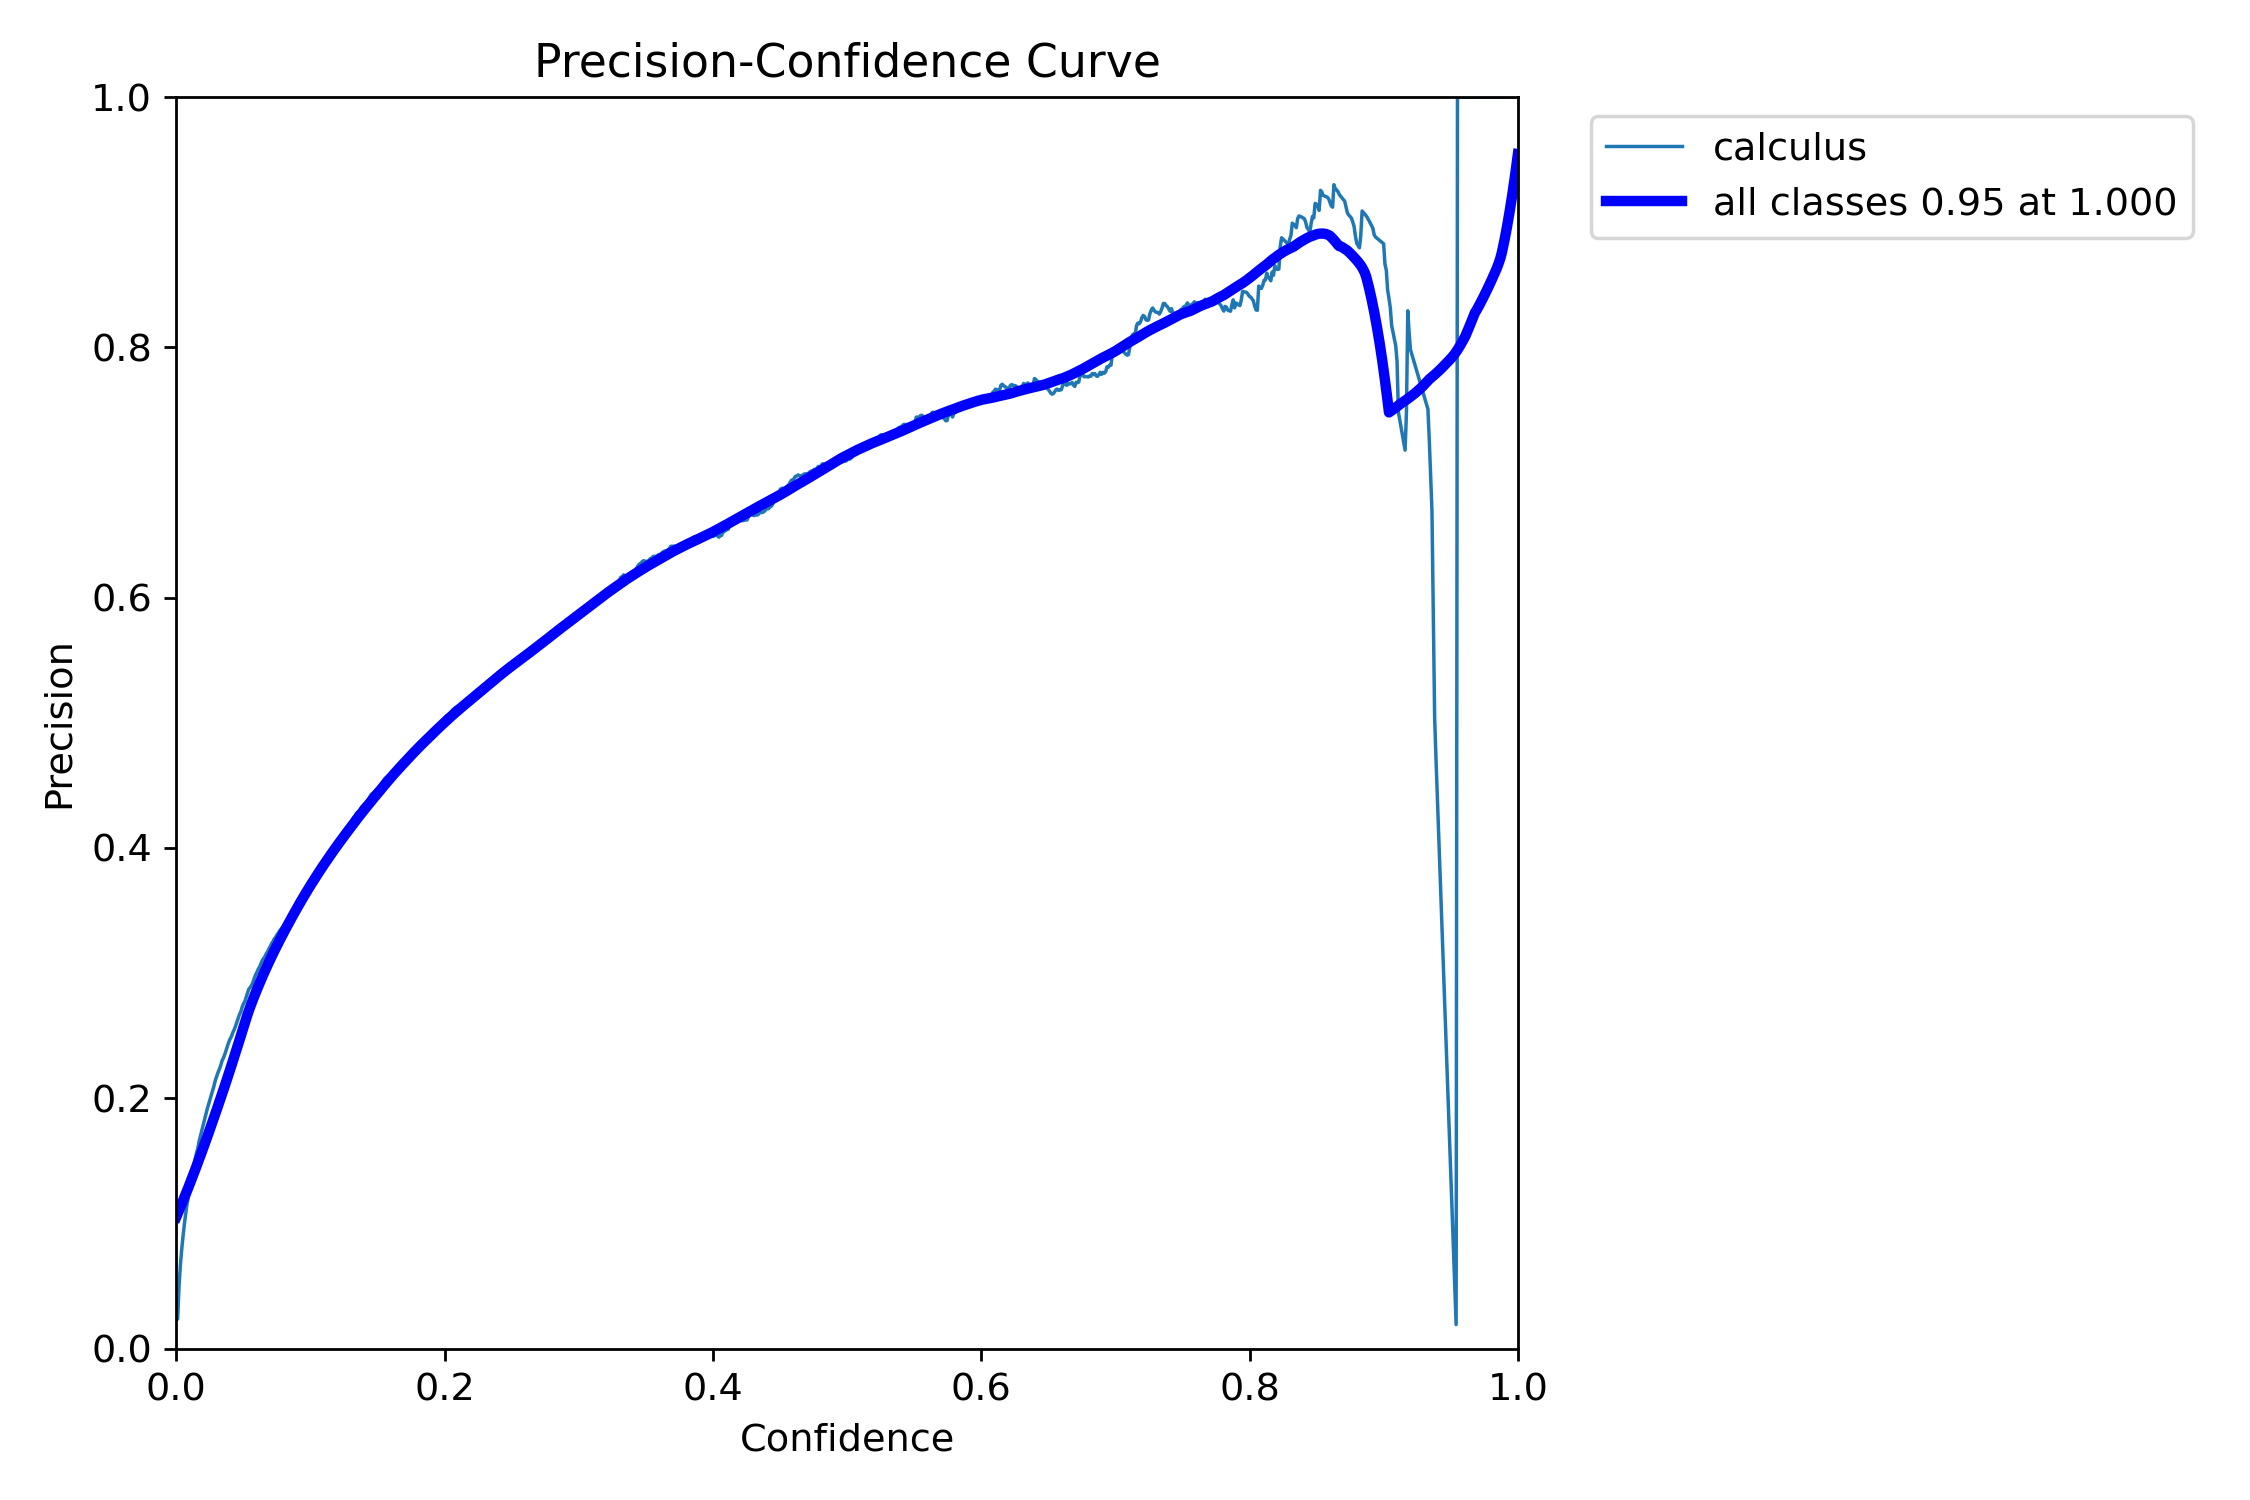 Precision-Confidence Curve
1.0
0.8
0.6
0.4
0.2
0.0
Precision
0.0 0.2 0.4 0.6 0.8 1.0
Confidence
calculus
all classes 0.95 at 1.000